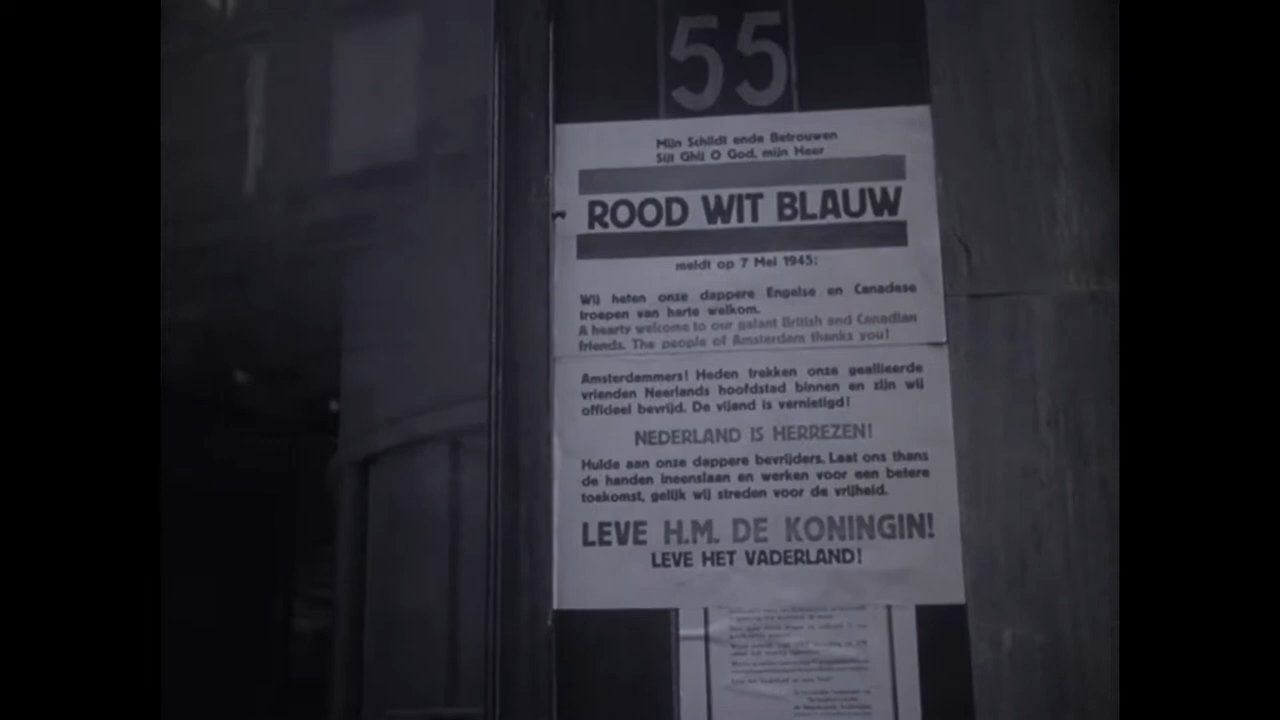 55
Mijn Schildt ende Betrouwen
Sijt Ghij O God, mijn Heer
ROOD WIT BLAUW
meldt op 7 Mei 1945:
Wij heten onze dappere Engelse en Canadese
troepen van harte welkom.
A hearty welcome to our galant British and Canadian
friends. The people of Amsterdam thanks you!
Amsterdammers! Heden trekken onze geallieerde
vrienden Neerlands hoofdstad binnen en zijn wij
officieel bevrijd. De vijand is vernietigd!
NEDERLAND IS HERREZEN!
Hulde aan onze dappere bevrijders. Laat ons thans
de handen ineenslaan en werken voor een betere
toekomst, gelijk wij streden voor de vrijheid.
LEVE H.M. DE KONINGIN!
LEVE HET VADERLAND!